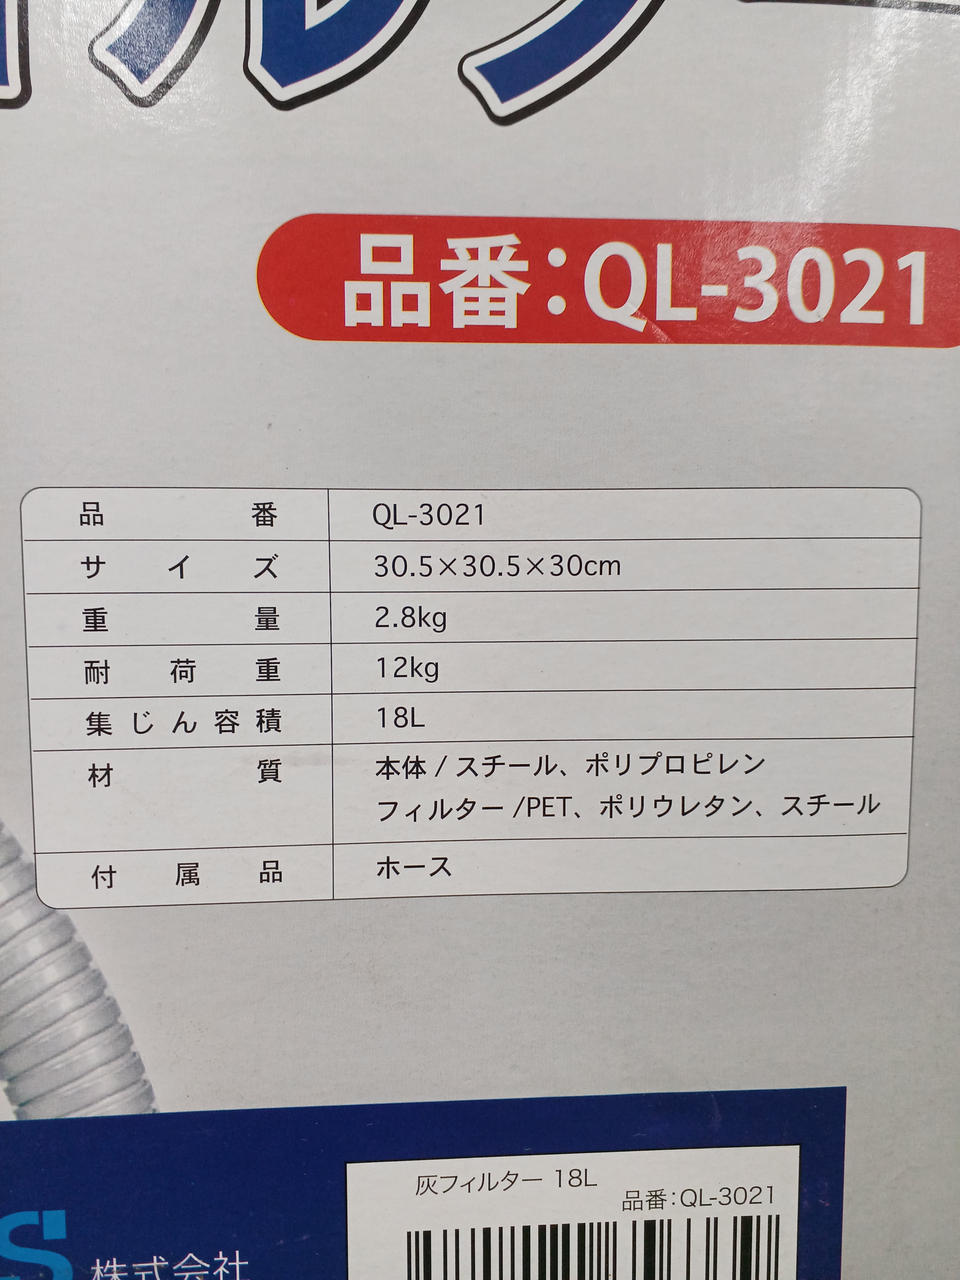 ィルター
品番：QL-3021
品番 QL-3021
サイズ 30.5×30.5×30cm
重量 2.8kg
耐荷重 12kg
集じん容積 18L
材質 本体 / スチール、ポリプロピレン
フィルター /PET、ポリウレタン、スチール
付属品 ホース
灰フィルター 18L
品番：QL-3021
S 株式会社